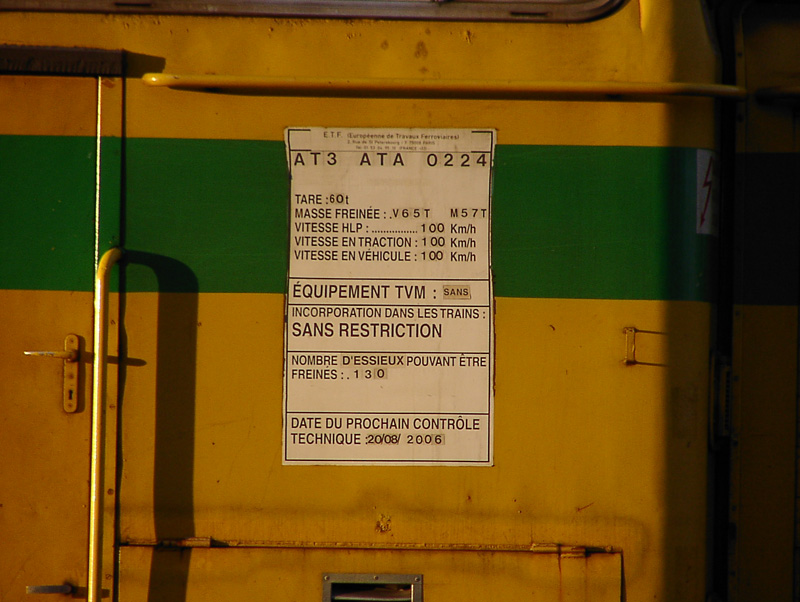 E.T.F. (Européenne de Travaux Ferroviaires)
AT3 ATA 0224
TARE :60t
MASSE FREINÉE : .V65T M57T
VITESSE HLP : ................ 100 Km/h
VITESSE EN TRACTION : 100 Km/h
VITESSE EN VÉHICULE : 100 Km/h
ÉQUIPEMENT TVM : SANS
INCORPORATION DANS LES TRAINS :
SANS RESTRICTION
NOMBRE D'ESSIEUX POUVANT ÊTRE
FREINÉS : . 130
DATE DU PROCHAIN CONTRÔLE
TECHNIQUE :20/08/ 2006